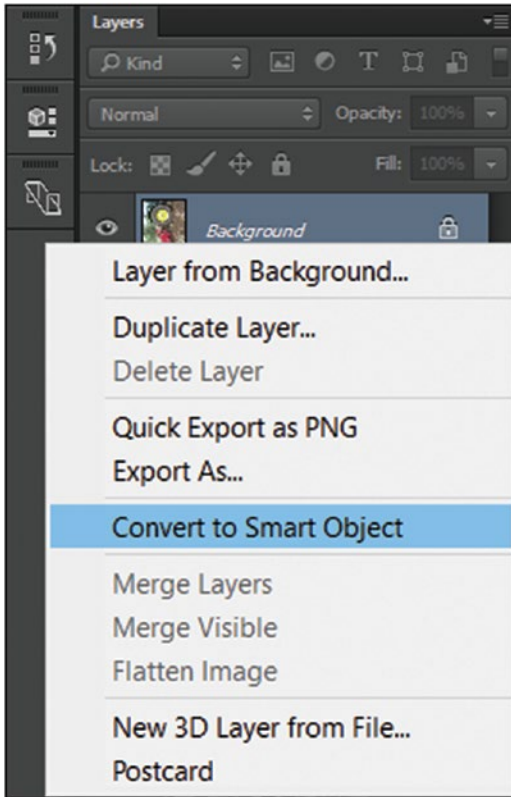 Layers
Kind
Normal Opacity: 100%
Lock: Fill: 100%
Background
Layer from Background...
Duplicate Layer...
Delete Layer
Quick Export as PNG
Export As...
Convert to Smart Object
Merge Layers
Merge Visible
Flatten Image
New 3D Layer from File...
Postcard